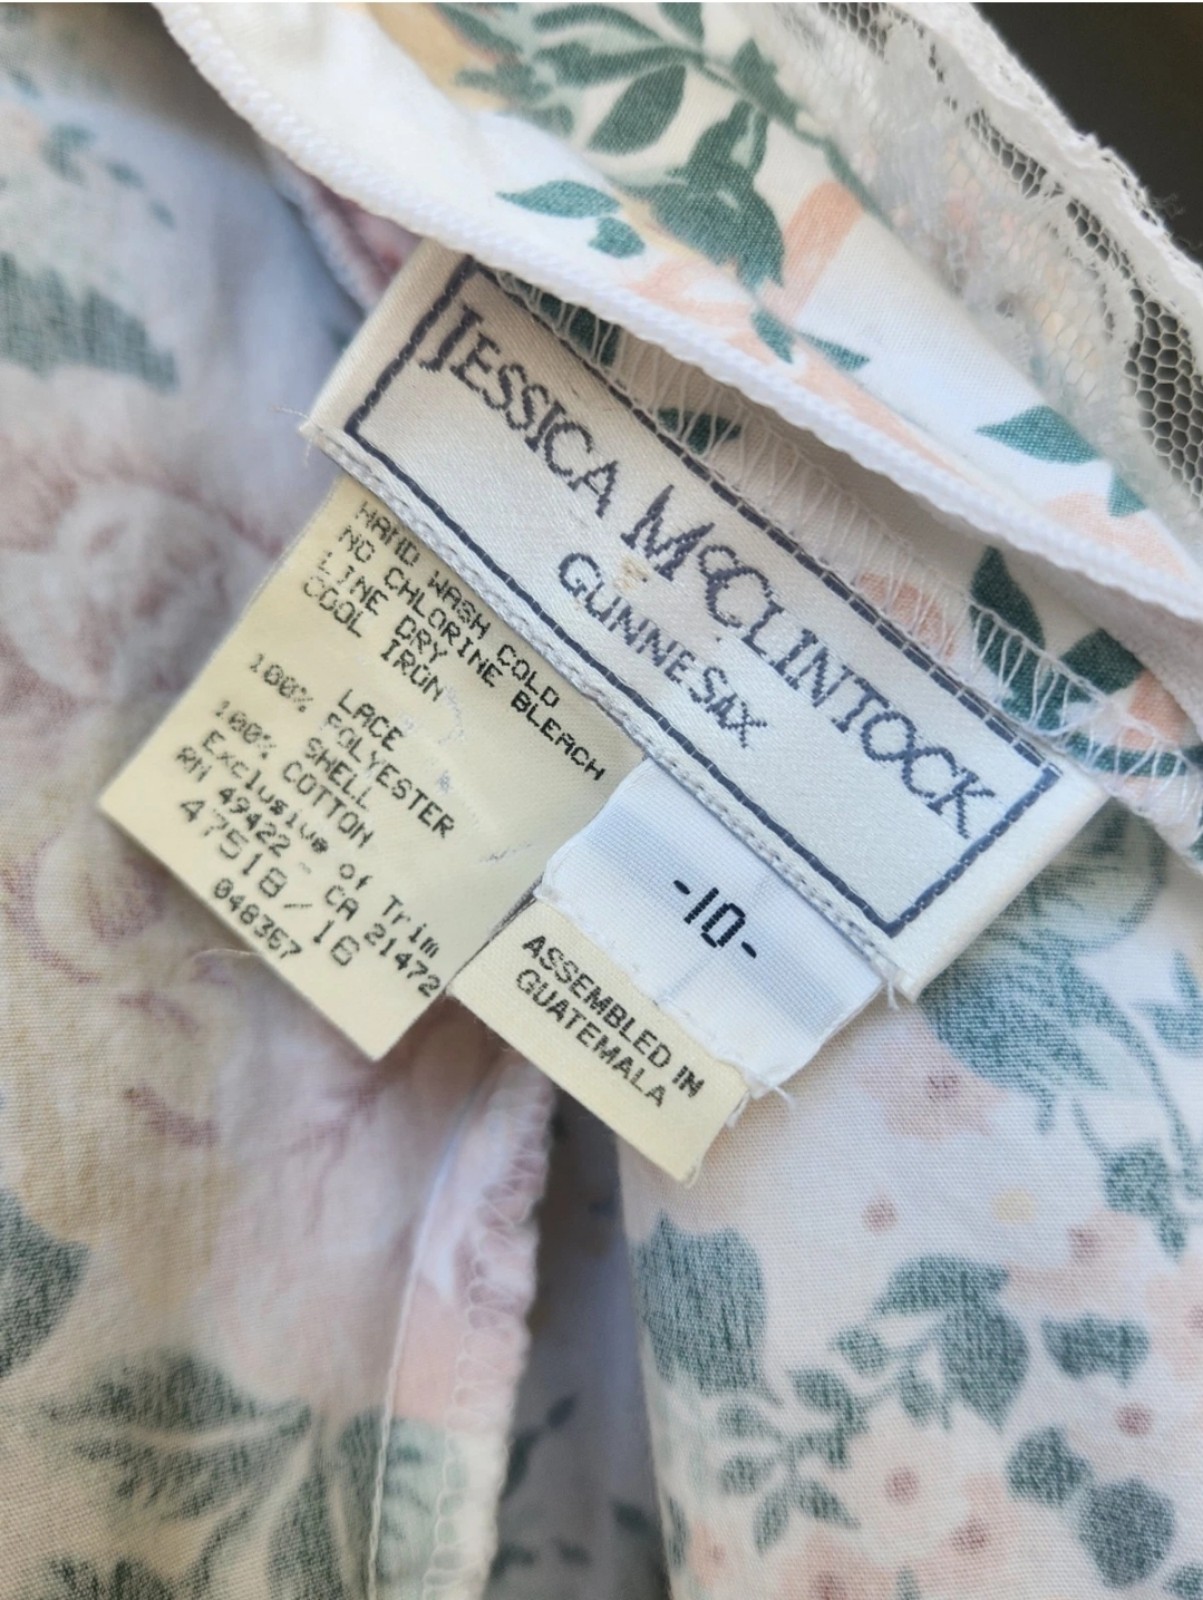 JESSICA McCLINTOCK
GUNNE SAX
HAND WASH COLD
NO CHLORINE BLEACH
LINE DRY
COOL IRON
LACE
100% POLYESTER
SHELL
100% COTTON
Exclusive of Trim
RN 49422 - CA 21472
47518/16
048367
-10-
ASSEMBLED IN
GUATEMALA